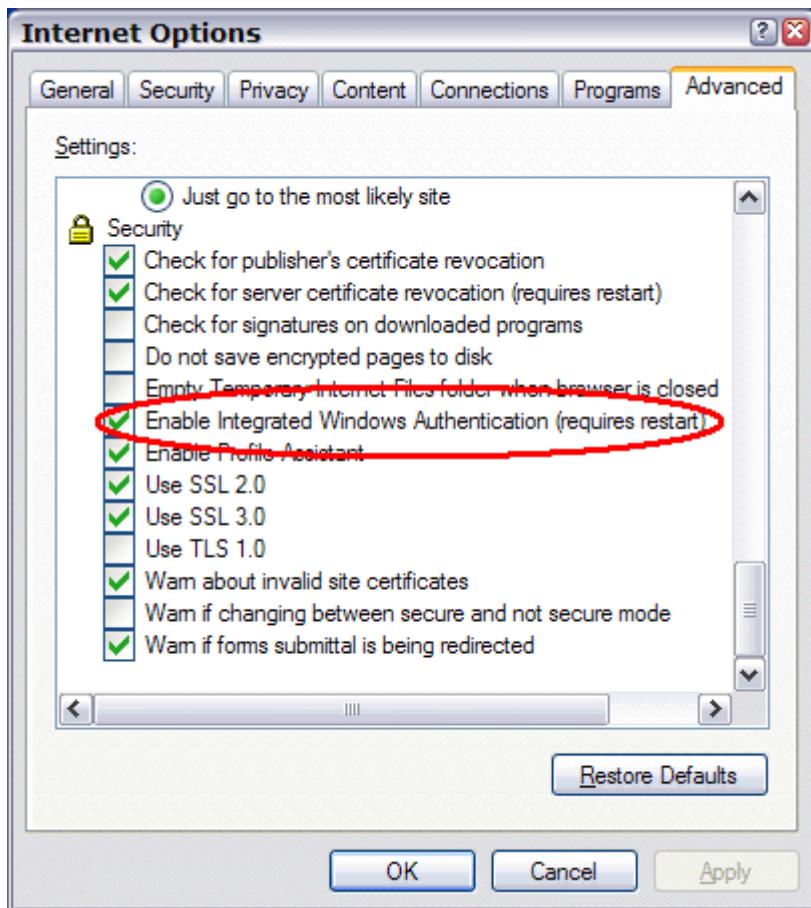 Internet Options
General Security Privacy Content Connections Programs Advanced
Settings:
Just go to the most likely site
Security
Check for publisher's certificate revocation
Check for server certificate revocation (requires restart)
Check for signatures on downloaded programs
Do not save encrypted pages to disk
Empty Temporary Internet Files folder when browser is closed
Enable Integrated Windows Authentication (requires restart)
Enable Profile Assistant
Use SSL 2.0
Use SSL 3.0
Use TLS 1.0
Warn about invalid site certificates
Warn if changing between secure and not secure mode
Warn if forms submittal is being redirected
Restore Defaults
OK Cancel Apply